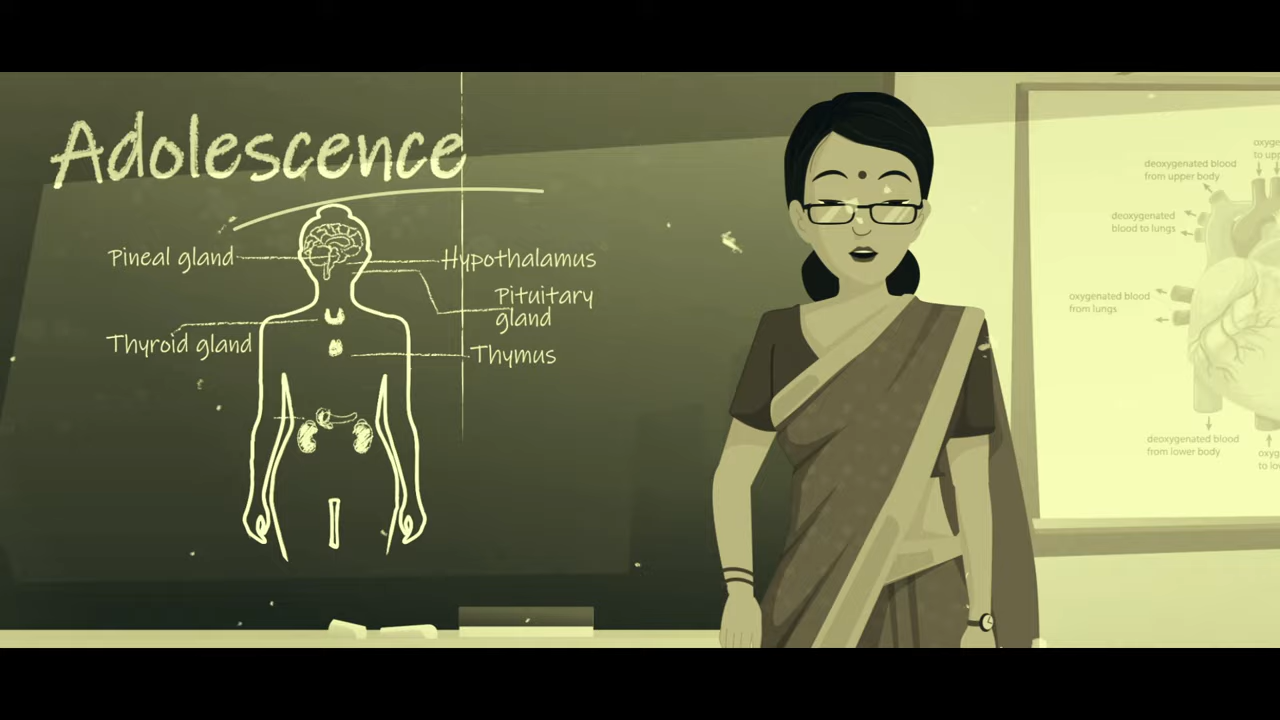 Adolescence
Pineal gland
Hypothalamus
Pituitary
gland
Thyroid gland
Thymus
deoxygenated blood
from upper body
deoxygenated
blood to lungs
oxygenated blood
from lungs
deoxygenated blood
from lower body